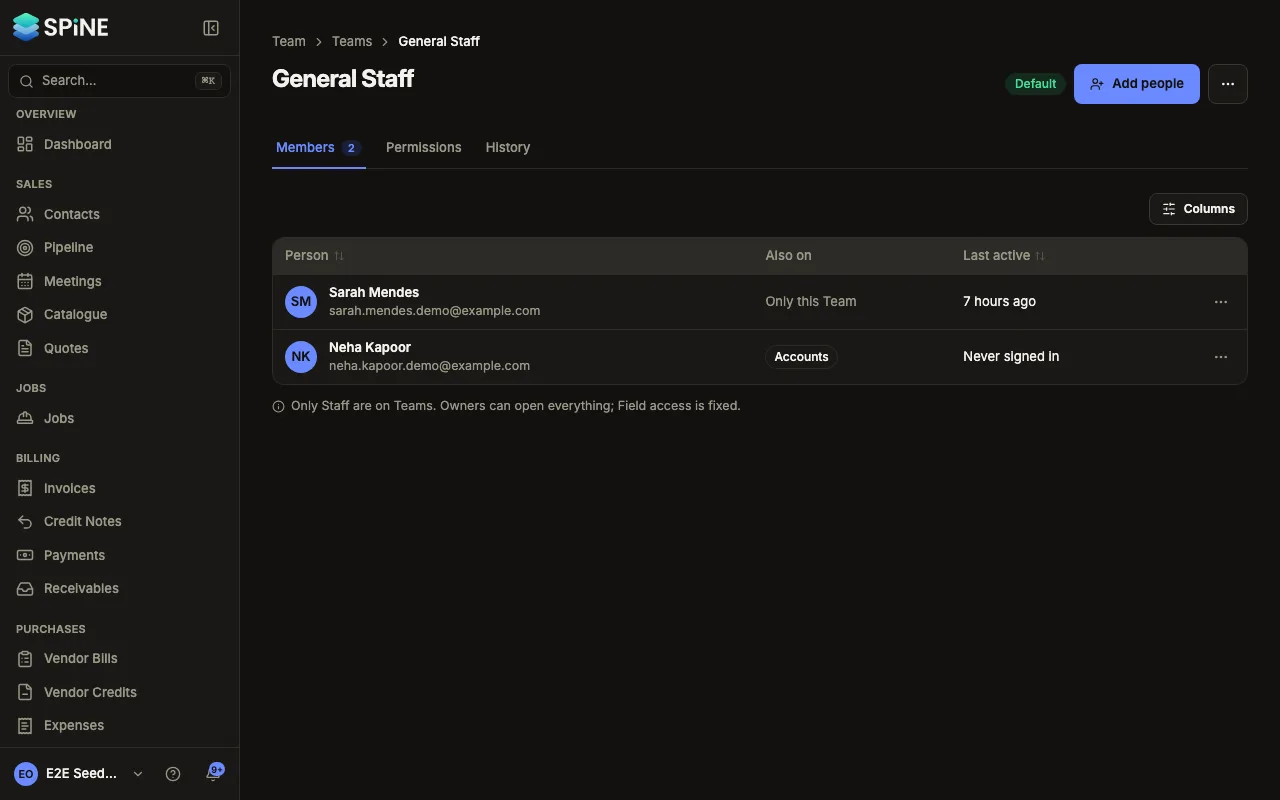 SPiNE
Search...
⌘K
OVERVIEW
Dashboard
SALES
Contacts
Pipeline
Meetings
Catalogue
Quotes
JOBS
Jobs
BILLING
Invoices
Credit Notes
Payments
Receivables
PURCHASES
Vendor Bills
Vendor Credits
Expenses
EO E2E Seed...
9+
Team > Teams > General Staff
General Staff
Default
Add people
Members 2 Permissions History
Columns
Person Also on Last active
SM Sarah Mendes Only this Team 7 hours ago
sarah.mendes.demo@example.com
NK Neha Kapoor Accounts Never signed in
neha.kapoor.demo@example.com
Only Staff are on Teams. Owners can open everything; Field access is fixed.